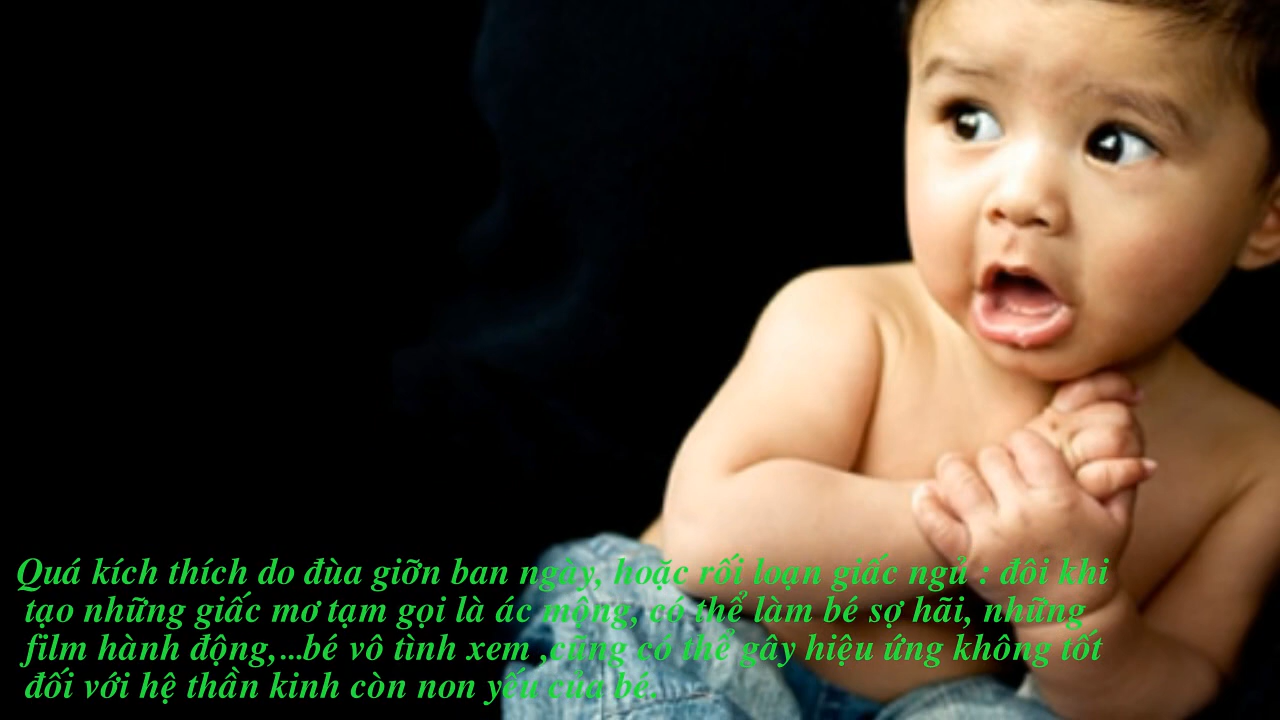 Quá kích thích do đùa giỡn ban ngày, hoặc rối loạn giấc ngủ : đôi khi
tạo những giấc mơ tạm gọi là ác mộng, có thể làm bé sợ hãi, những
film hành động,...bé vô tình xem ,cũng có thể gây hiệu ứng không tốt
đối với hệ thần kinh còn non yếu của bé.